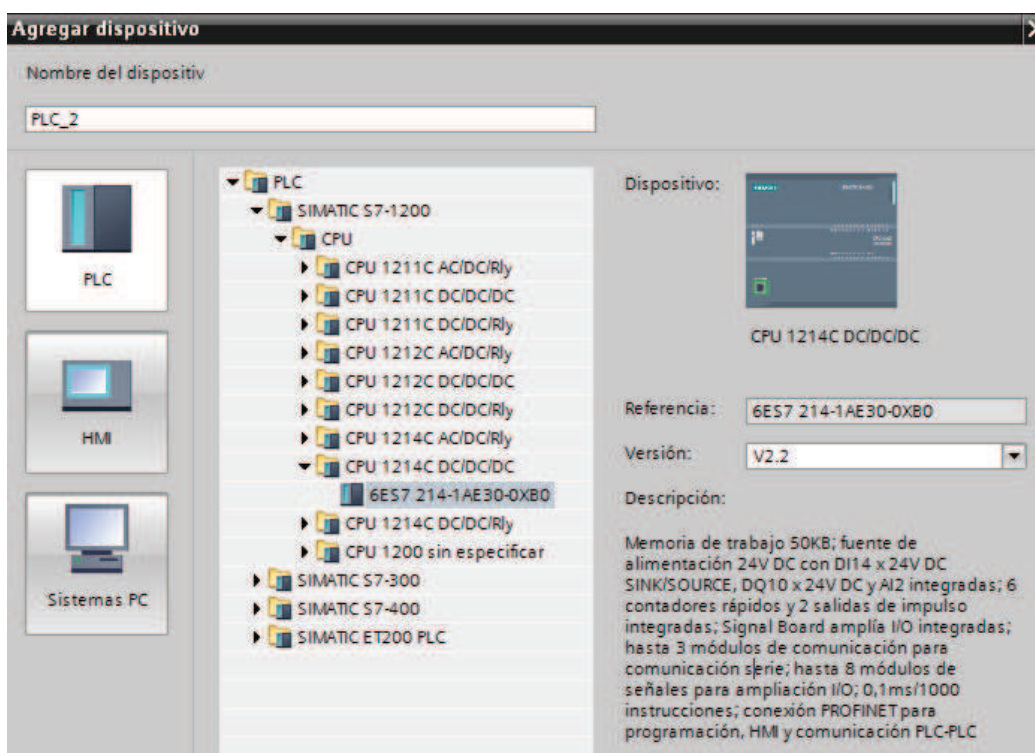 Agregar dispositivo
Nombre del dispositiv
PLC_2
PLC
HMI
Sistemas PC
PLC
SIMATIC S7-1200
CPU
CPU 1211C AC/DC/Rly
CPU 1211C DC/DC/DC
CPU 1211C DC/DC/Rly
CPU 1212C AC/DC/Rly
CPU 1212C DC/DC/DC
CPU 1212C DC/DC/Rly
CPU 1214C AC/DC/Rly
CPU 1214C DC/DC/DC
6ES7 214-1AE30-0XB0
CPU 1214C DC/DC/Rly
CPU 1200 sin especificar
SIMATIC S7-300
SIMATIC S7-400
SIMATIC ET200 PLC
Dispositivo:
CPU 1214C DC/DC/DC
Referencia:
6ES7 214-1AE30-0XB0
Versión:
V2.2
Descripción:
Memoria de trabajo 50KB; fuente de
alimentación 24V DC con DI14 x 24V DC
SINK/SOURCE, DQ10 x 24V DC y AI2 integradas; 6
contadores rápidos y 2 salidas de impulso
integradas; Signal Board amplía I/O integradas;
hasta 3 módulos de comunicación para
comunicación serie; hasta 8 módulos de
señales para ampliación I/O; 0,1ms/1000
instrucciones; conexión PROFINET para
programación, HMI y comunicación PLC-PLC